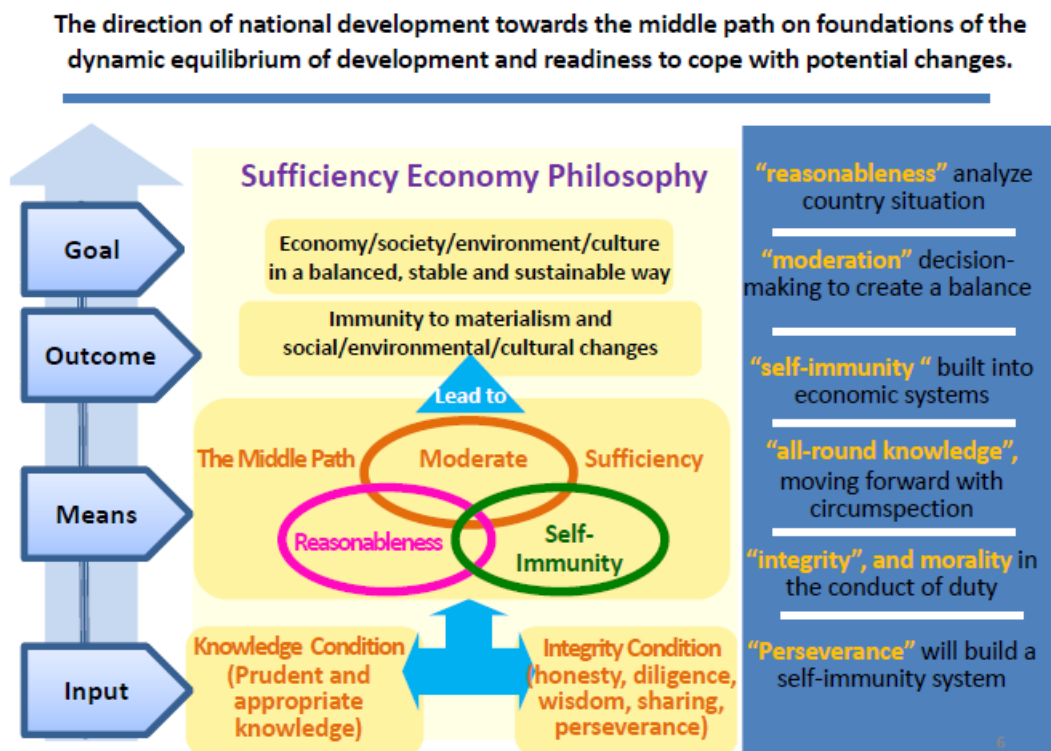 The direction of national development towards the middle path on foundations of the
dynamic equilibrium of development and readiness to cope with potential changes.
Goal
Outcome
Means
Input
Sufficiency Economy Philosophy
Economy/society/environment/culture
in a balanced, stable and sustainable way
Immunity to materialism and
social/environmental/cultural changes
Lead to
The Middle Path
Moderate
Sufficiency
Reasonableness
Self-
Immunity
Knowledge Condition
(Prudent and
appropriate
knowledge)
Integrity Condition
(honesty, diligence,
wisdom, sharing,
perseverance)
“reasonableness” analyze
country situation
“moderation” decision-
making to create a balance
“self-immunity “ built into
economic systems
“all-round knowledge”,
moving forward with
circumspection
“integrity”, and morality in
the conduct of duty
“Perseverance” will build a
self-immunity system
6